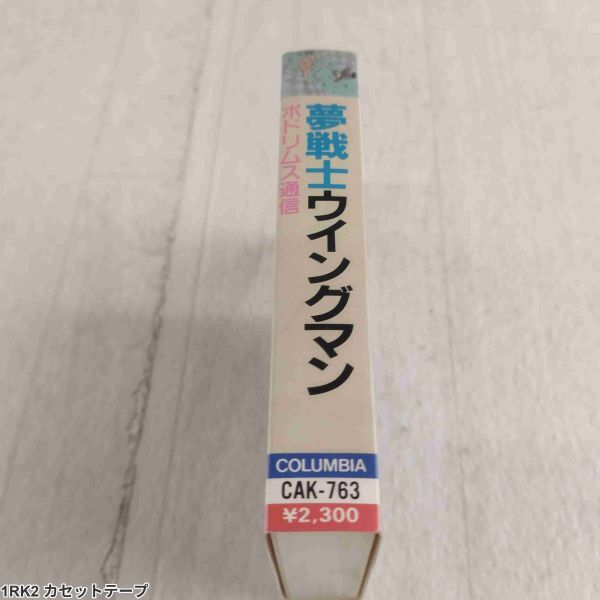 夢戦士ウイングマン
ポドリムス通信
COLUMBIA
CAK-763
¥2,300
1RK2 カセットテープ